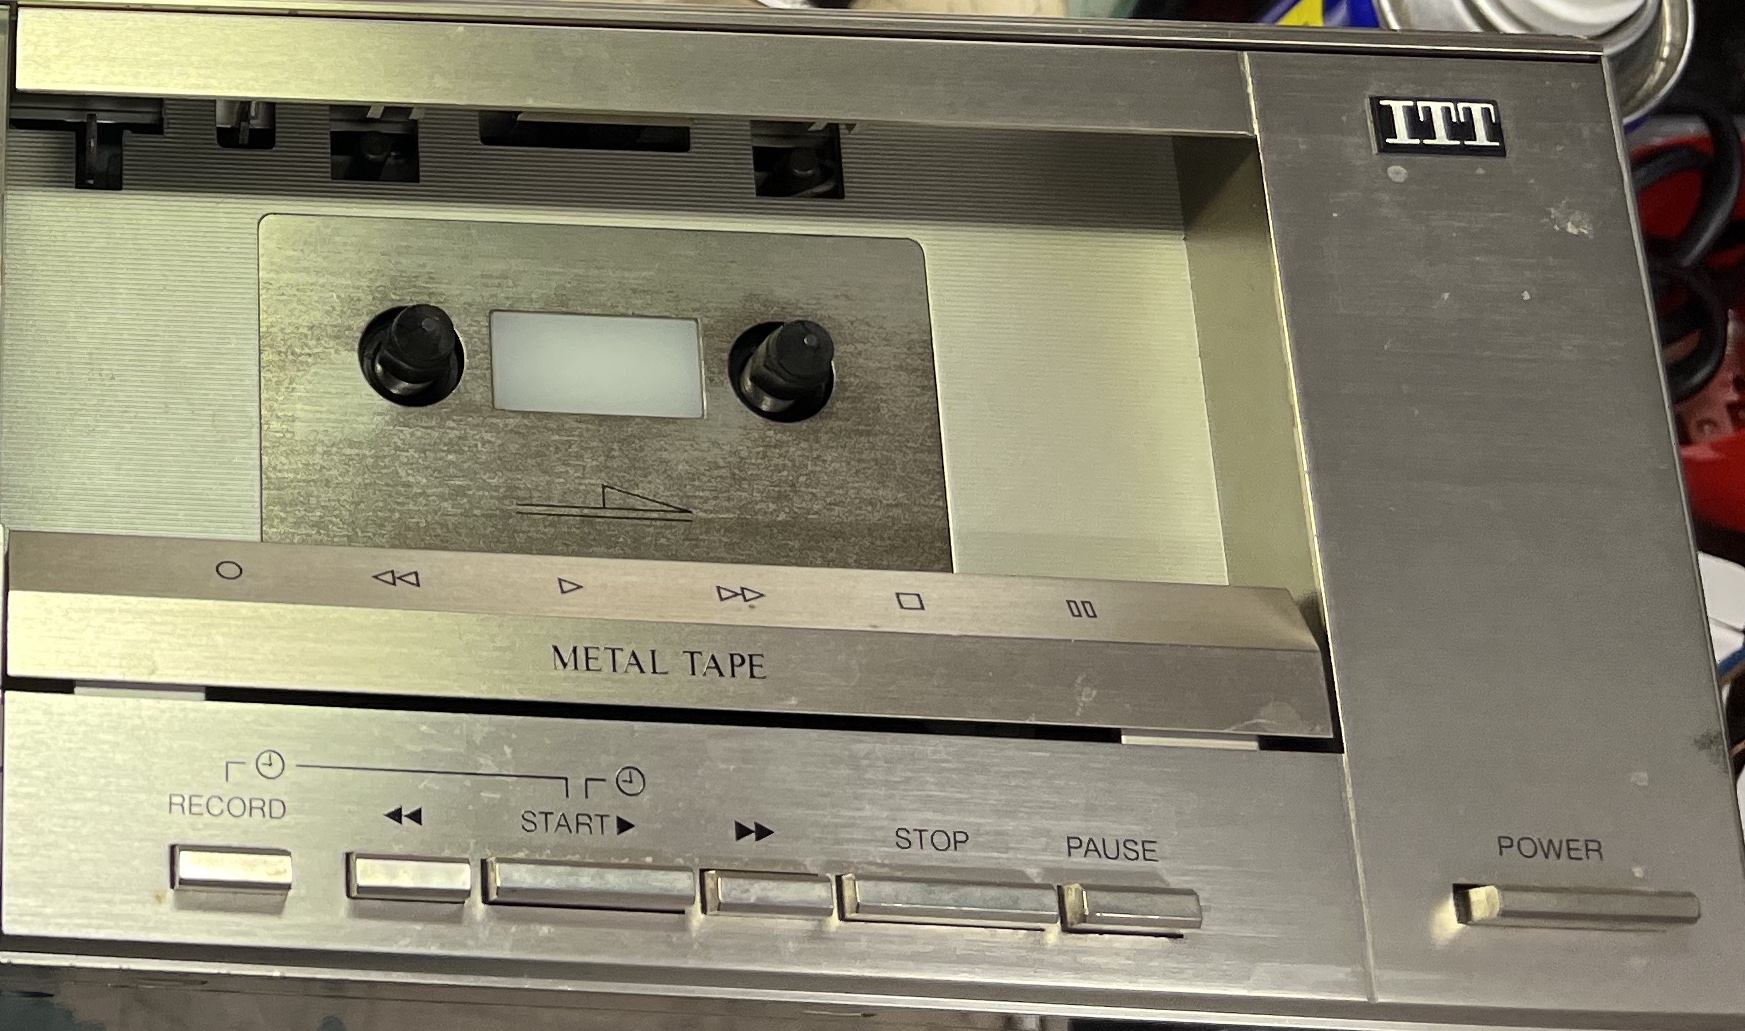 ITT
METAL TAPE
RECORD
START
STOP
PAUSE
POWER